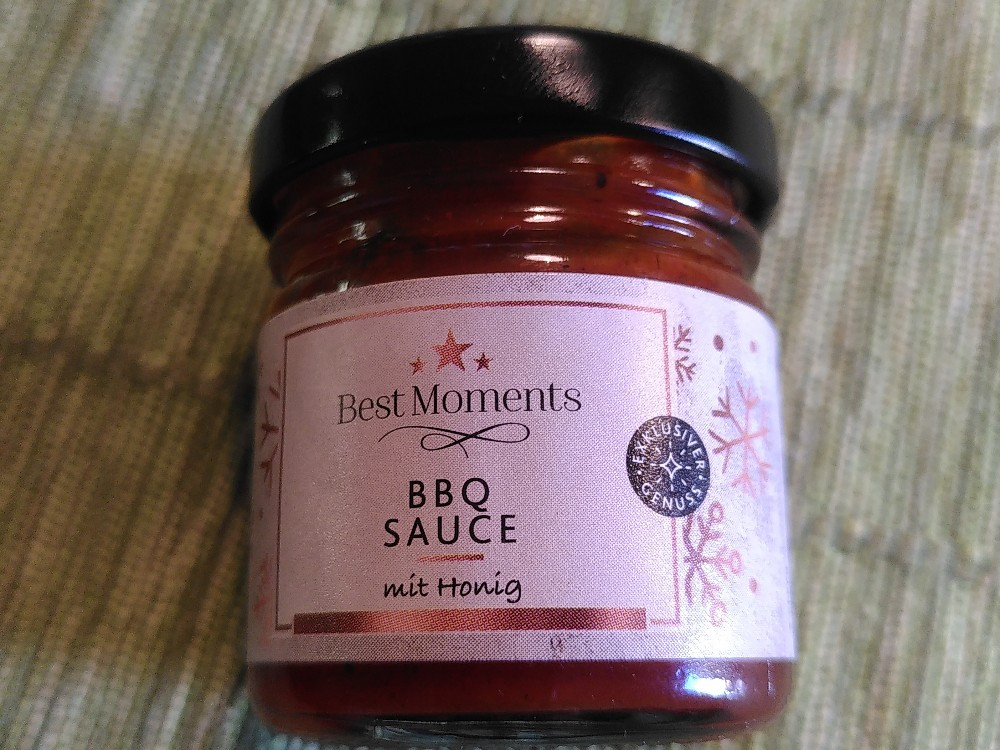 Best Moments
BBQ
SAUCE
mit Honig
EXKLUSIVER
GENUSS